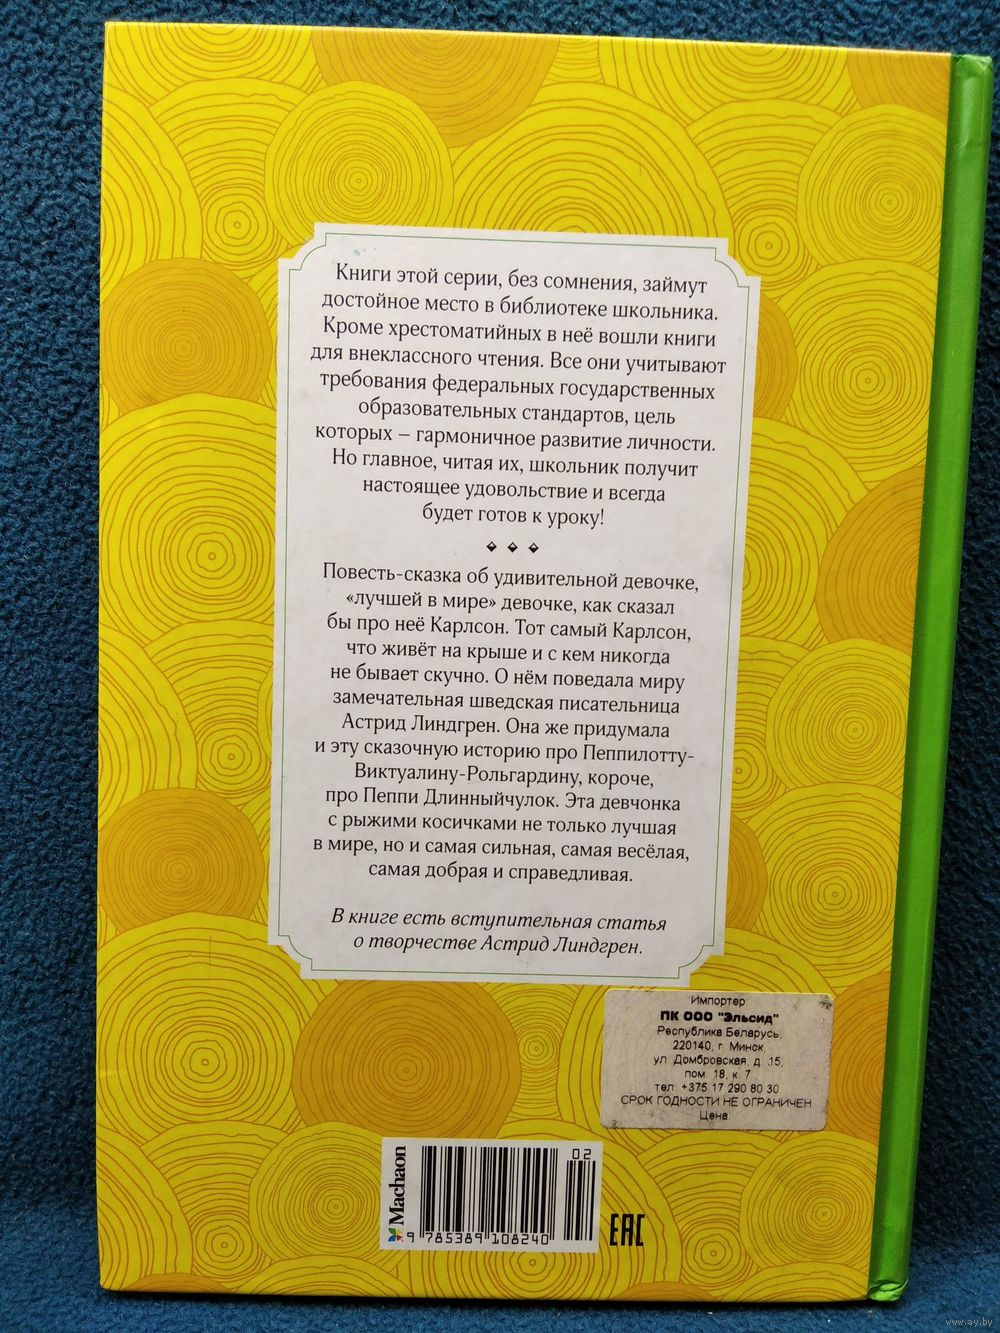 Книги этой серии, без сомнения, займут
достойное место в библиотеке школьника.
Кроме хрестоматийных в неё вошли книги
для внеклассного чтения. Все они учитывают
требования федеральных государственных
образовательных стандартов, цель
которых – гармоничное развитие личности.
Но главное, читая их, школьник получит
настоящее удовольствие и всегда
будет готов к уроку!
Повесть-сказка об удивительной девочке,
«лучшей в мире» девочке, как сказал
бы про неё Карлсон. Тот самый Карлсон,
что живёт на крыше и с кем никогда
не бывает скучно. О нём поведала миру
замечательная шведская писательница
Астрид Линдгрен. Она же придумала
и эту сказочную историю про Пеппилотту-
Виктуалину-Рольгардину, короче,
про Пеппи Длинныйчулок. Эта девчонка
с рыжими косичками не только лучшая
в мире, но и самая сильная, самая весёлая,
самая добрая и справедливая.
В книге есть вступительная статья
о творчестве Астрид Линдгрен.
Импортер
ПК ООО "Эльсид"
Республика Беларусь,
220140, г. Минск,
ул. Домбровская, д. 15,
пом. 18, к. 7
тел. +375 17 290 80 30
СРОК ГОДНОСТИ НЕ ОГРАНИЧЕН
Цена
Machaon
02
9 785389 108240
EAC
www.ay.by